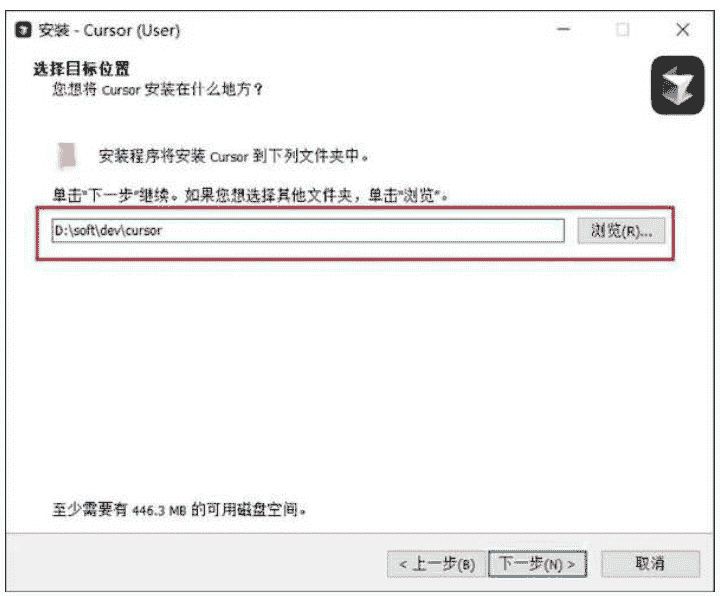 安装 - Cursor (User)
选择目标位置
您想将 Cursor 安装在什么地方？
安装程序将安装 Cursor 到下列文件夹中。
单击"下一步"继续。如果您想选择其他文件夹，单击"浏览"。
D:\soft\dev\cursor
浏览(R)...
至少需要有 446.3 MB 的可用磁盘空间。
< 上一步(B)
下一步(N) >
取消